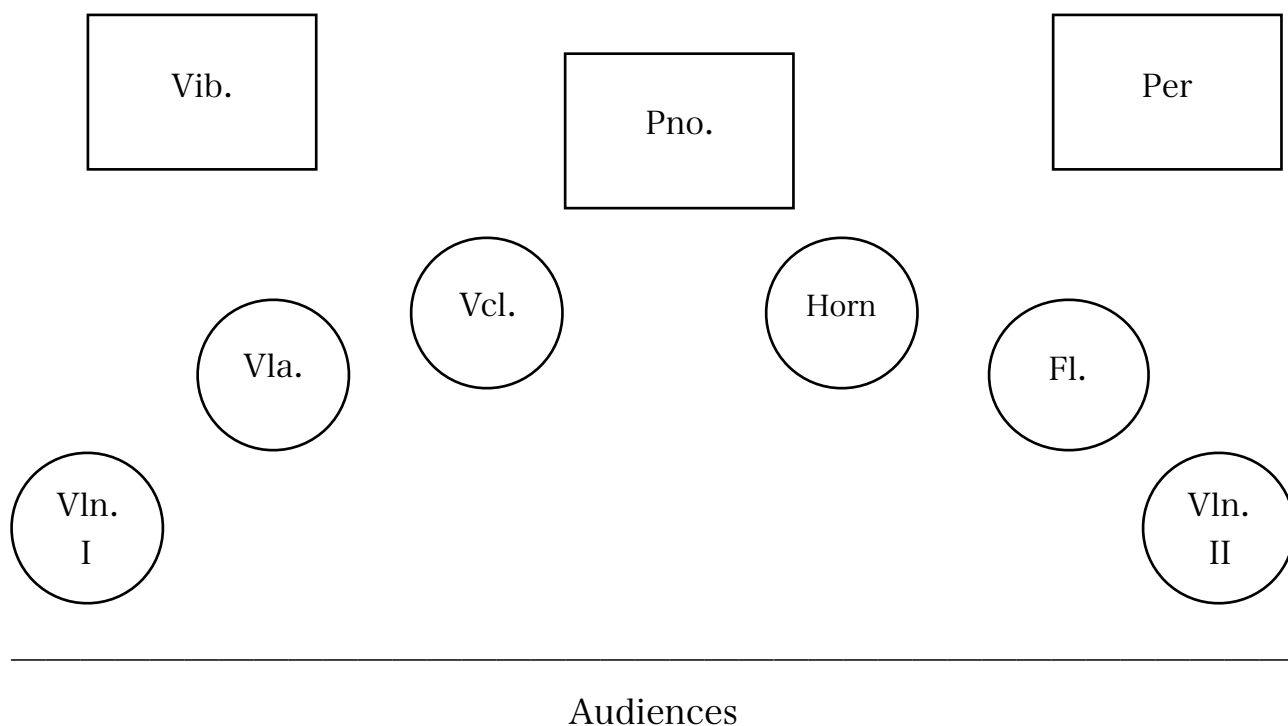 Vib.
Pno.
Per
Vcl.
Horn
Vla.
Fl.
Vln.
I
Vln.
II
Audiences